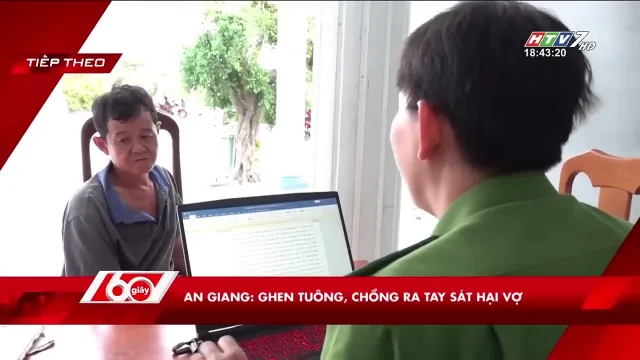 TIẾP THEO
HTV7 HD
18:43:20
60 giây
AN GIANG: GHEN TUÔNG, CHỒNG RA TAY SÁT HẠI VỢ